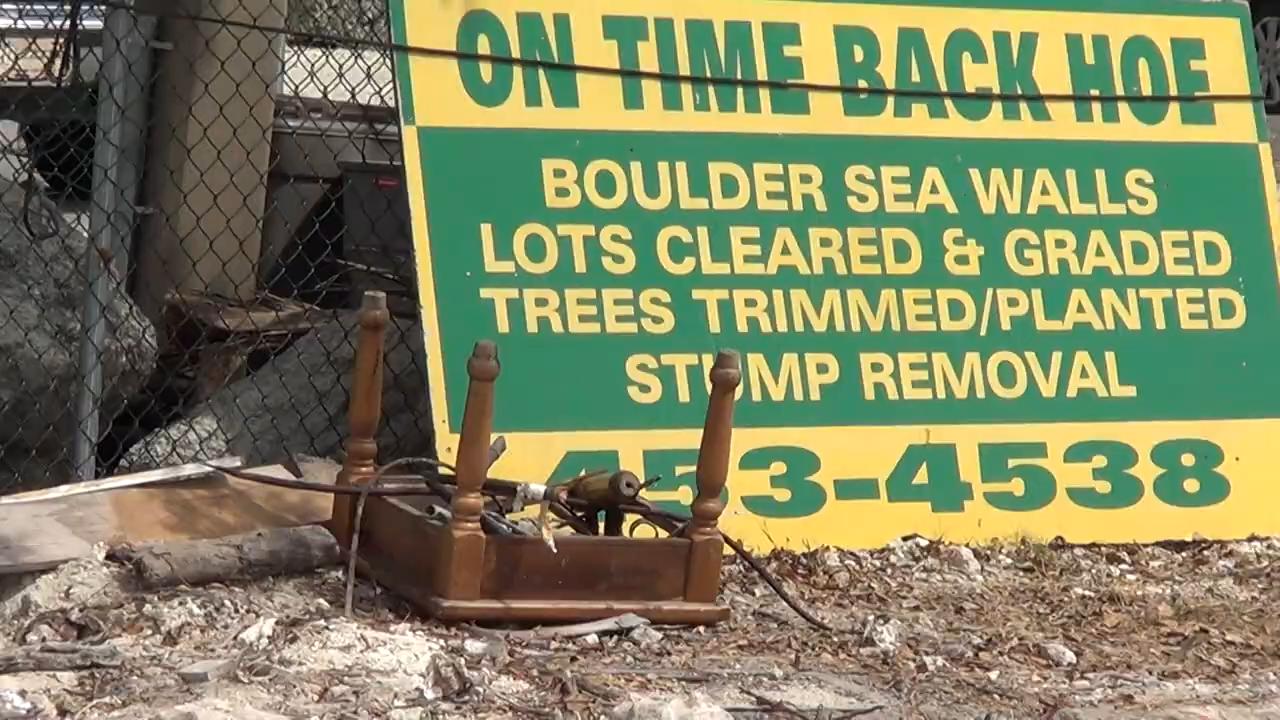 ON TIME BACK HOE
BOULDER SEA WALLS
LOTS CLEARED & GRADED
TREES TRIMMED/PLANTED
STUMP REMOVAL
453-4538